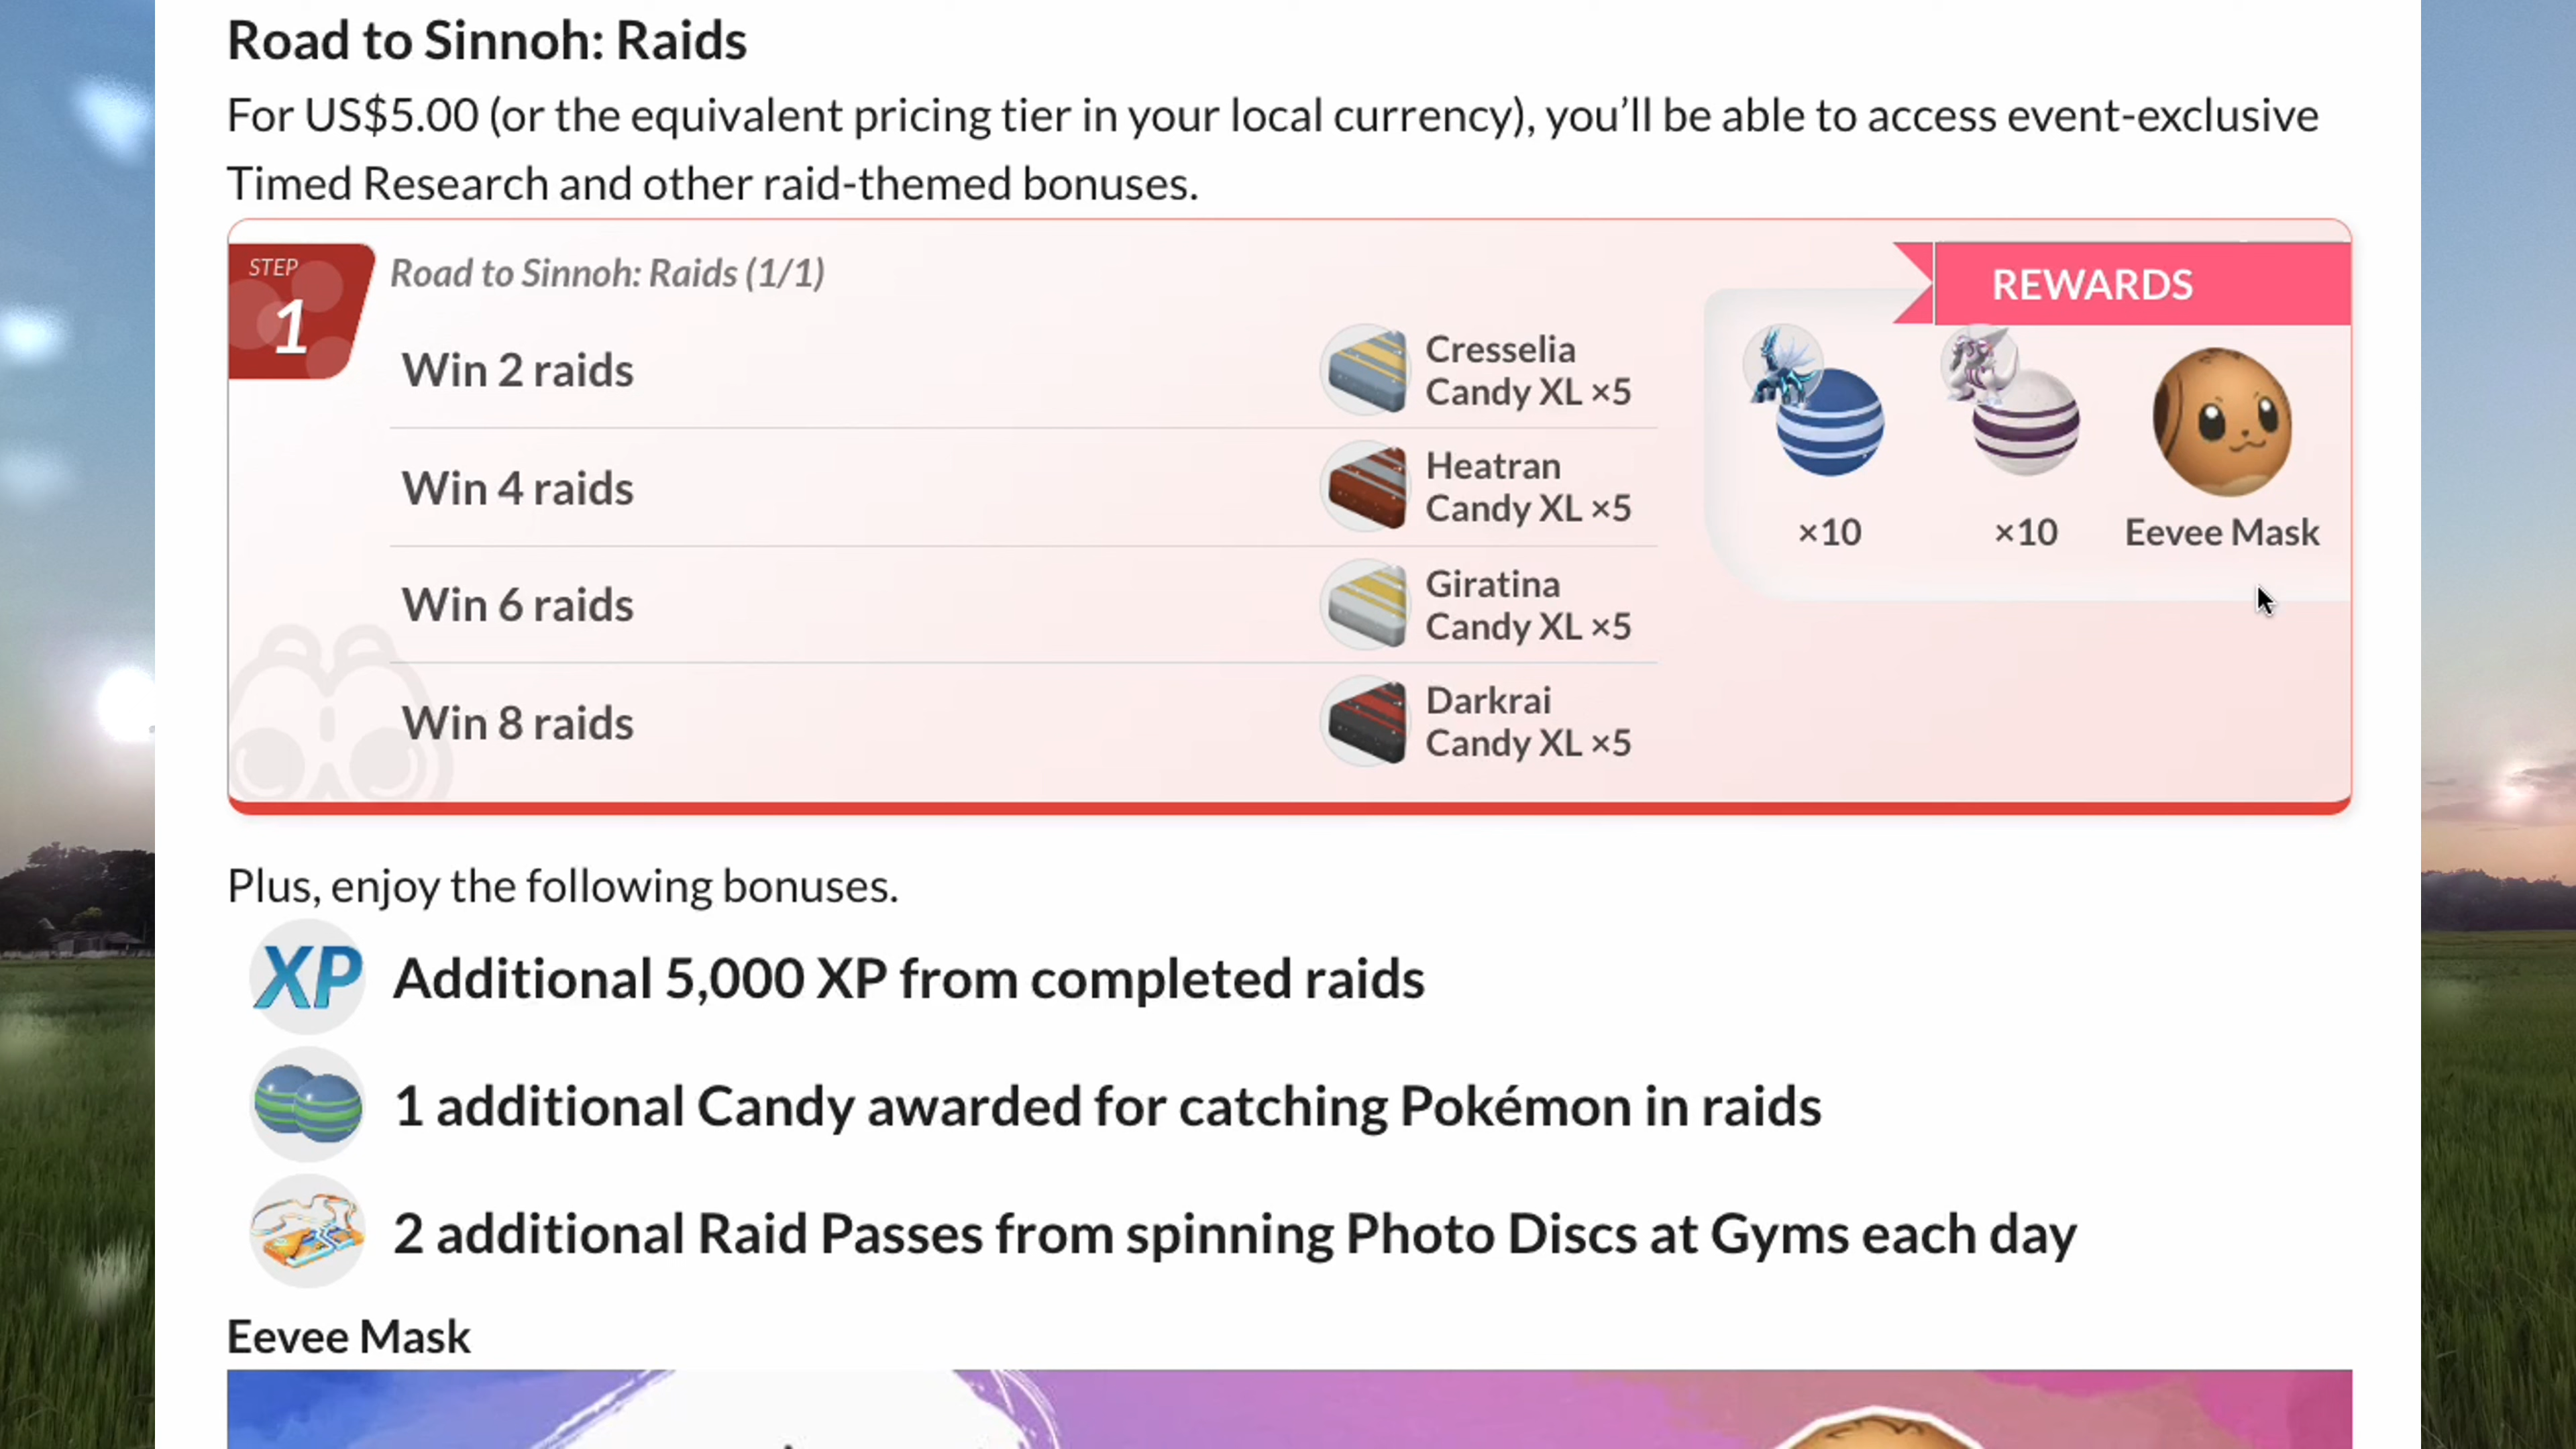 Road to Sinnoh: Raids
For US$5.00 (or the equivalent pricing tier in your local currency), you’ll be able to access event-exclusive
Timed Research and other raid-themed bonuses.
STEP
1
Road to Sinnoh: Raids (1/1)
Win 2 raids
Cresselia
Candy XL ×5
Win 4 raids
Heatran
Candy XL ×5
Win 6 raids
Giratina
Candy XL ×5
Win 8 raids
Darkrai
Candy XL ×5
REWARDS
×10
×10
Eevee Mask
Plus, enjoy the following bonuses.
XP
Additional 5,000 XP from completed raids
1 additional Candy awarded for catching Pokémon in raids
2 additional Raid Passes from spinning Photo Discs at Gyms each day
Eevee Mask